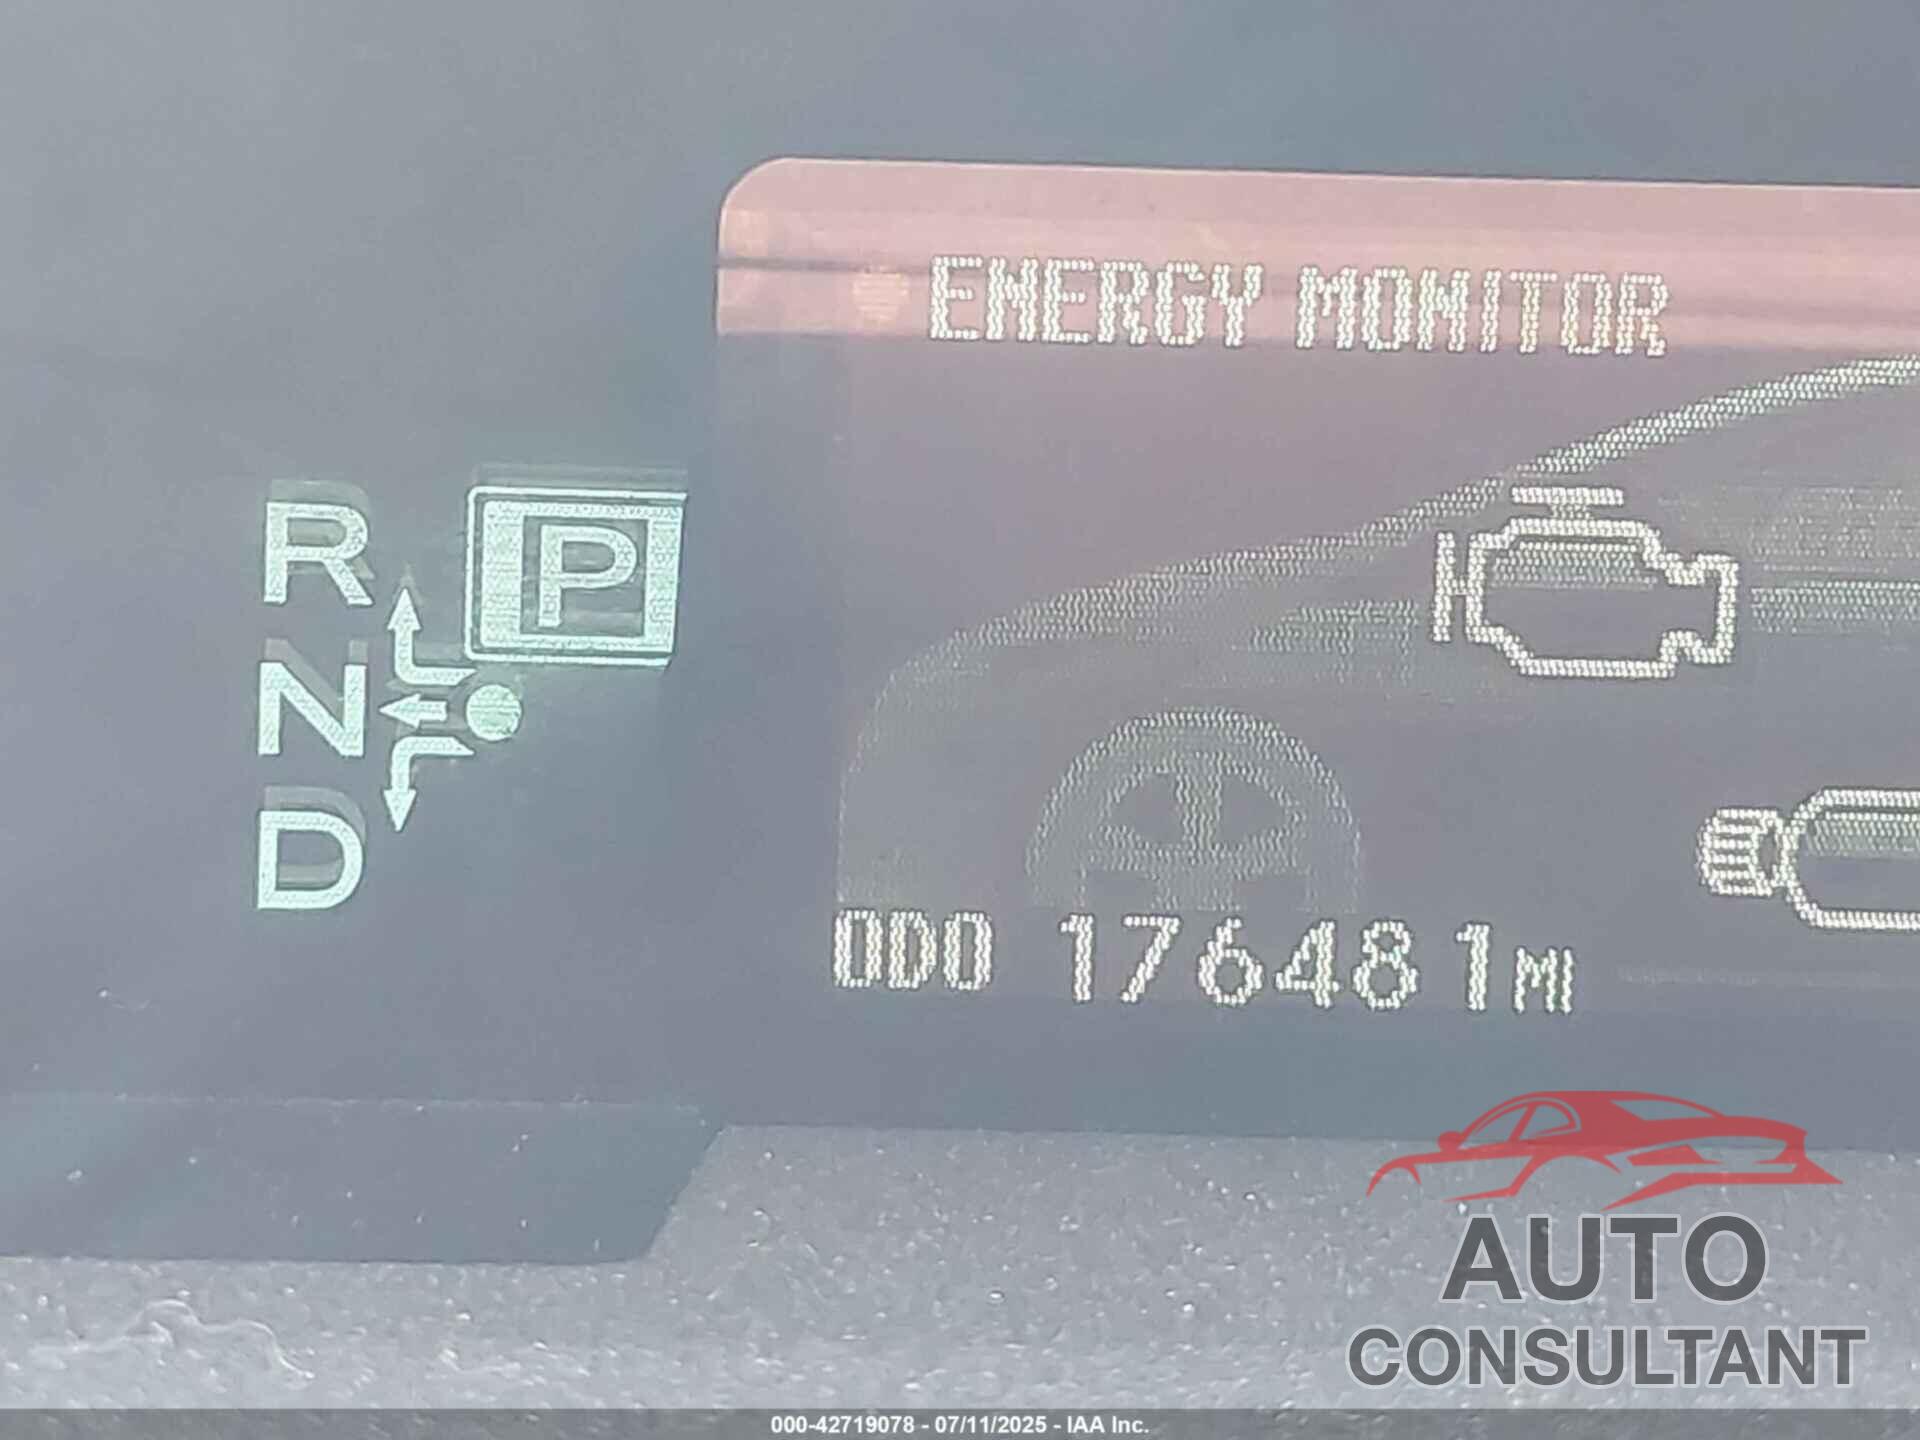 ENERGY MONITOR
P
R
N
D
ODO 176481 MI
AUTO
CONSULTANT
000-42719078 - 07/11/2025 - IAA Inc.